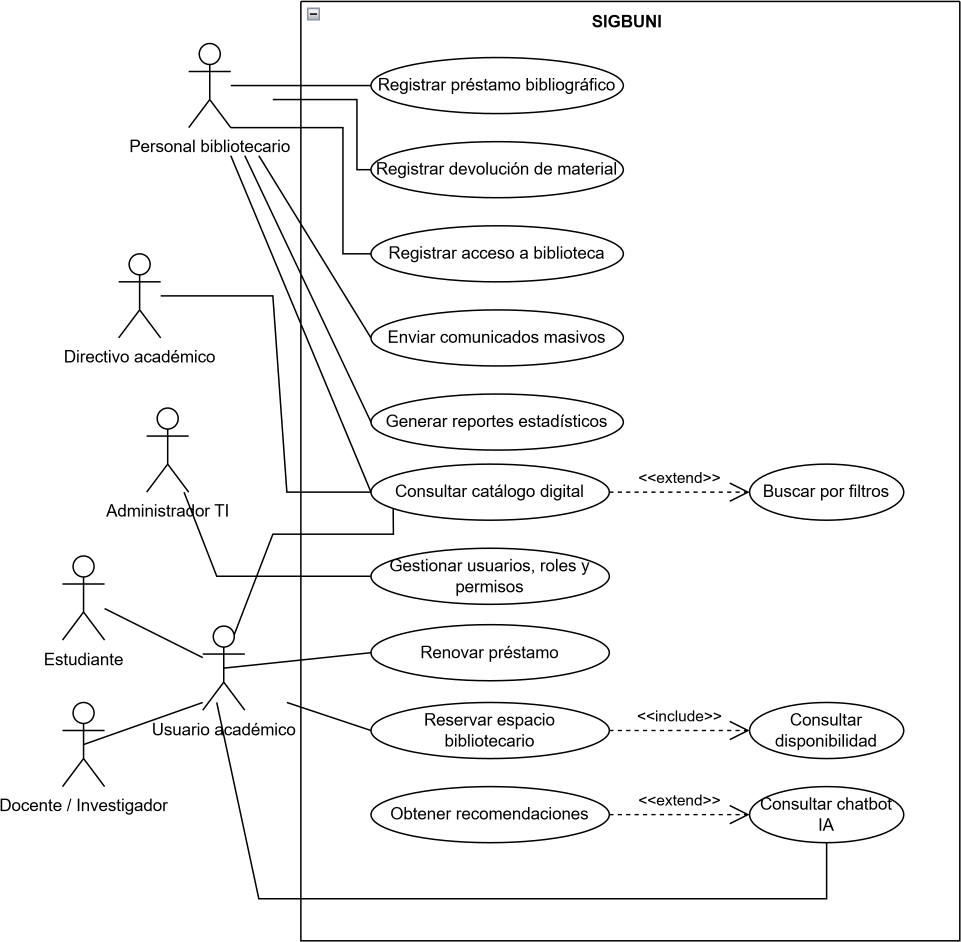 SIGBUNI
Registrar préstamo bibliográfico
Personal bibliotecario
Registrar devolución de material
Registrar acceso a biblioteca
Directivo académico
Enviar comunicados masivos
Generar reportes estadísticos
Administrador TI
Consultar catálogo digital
<<extend>>
Buscar por filtros
Gestionar usuarios, roles y
permisos
Estudiante
Renovar préstamo
Usuario académico
Reservar espacio
bibliotecario
<<include>>
Consultar
disponibilidad
Docente / Investigador
Obtener recomendaciones
<<extend>>
Consultar chatbot
IA